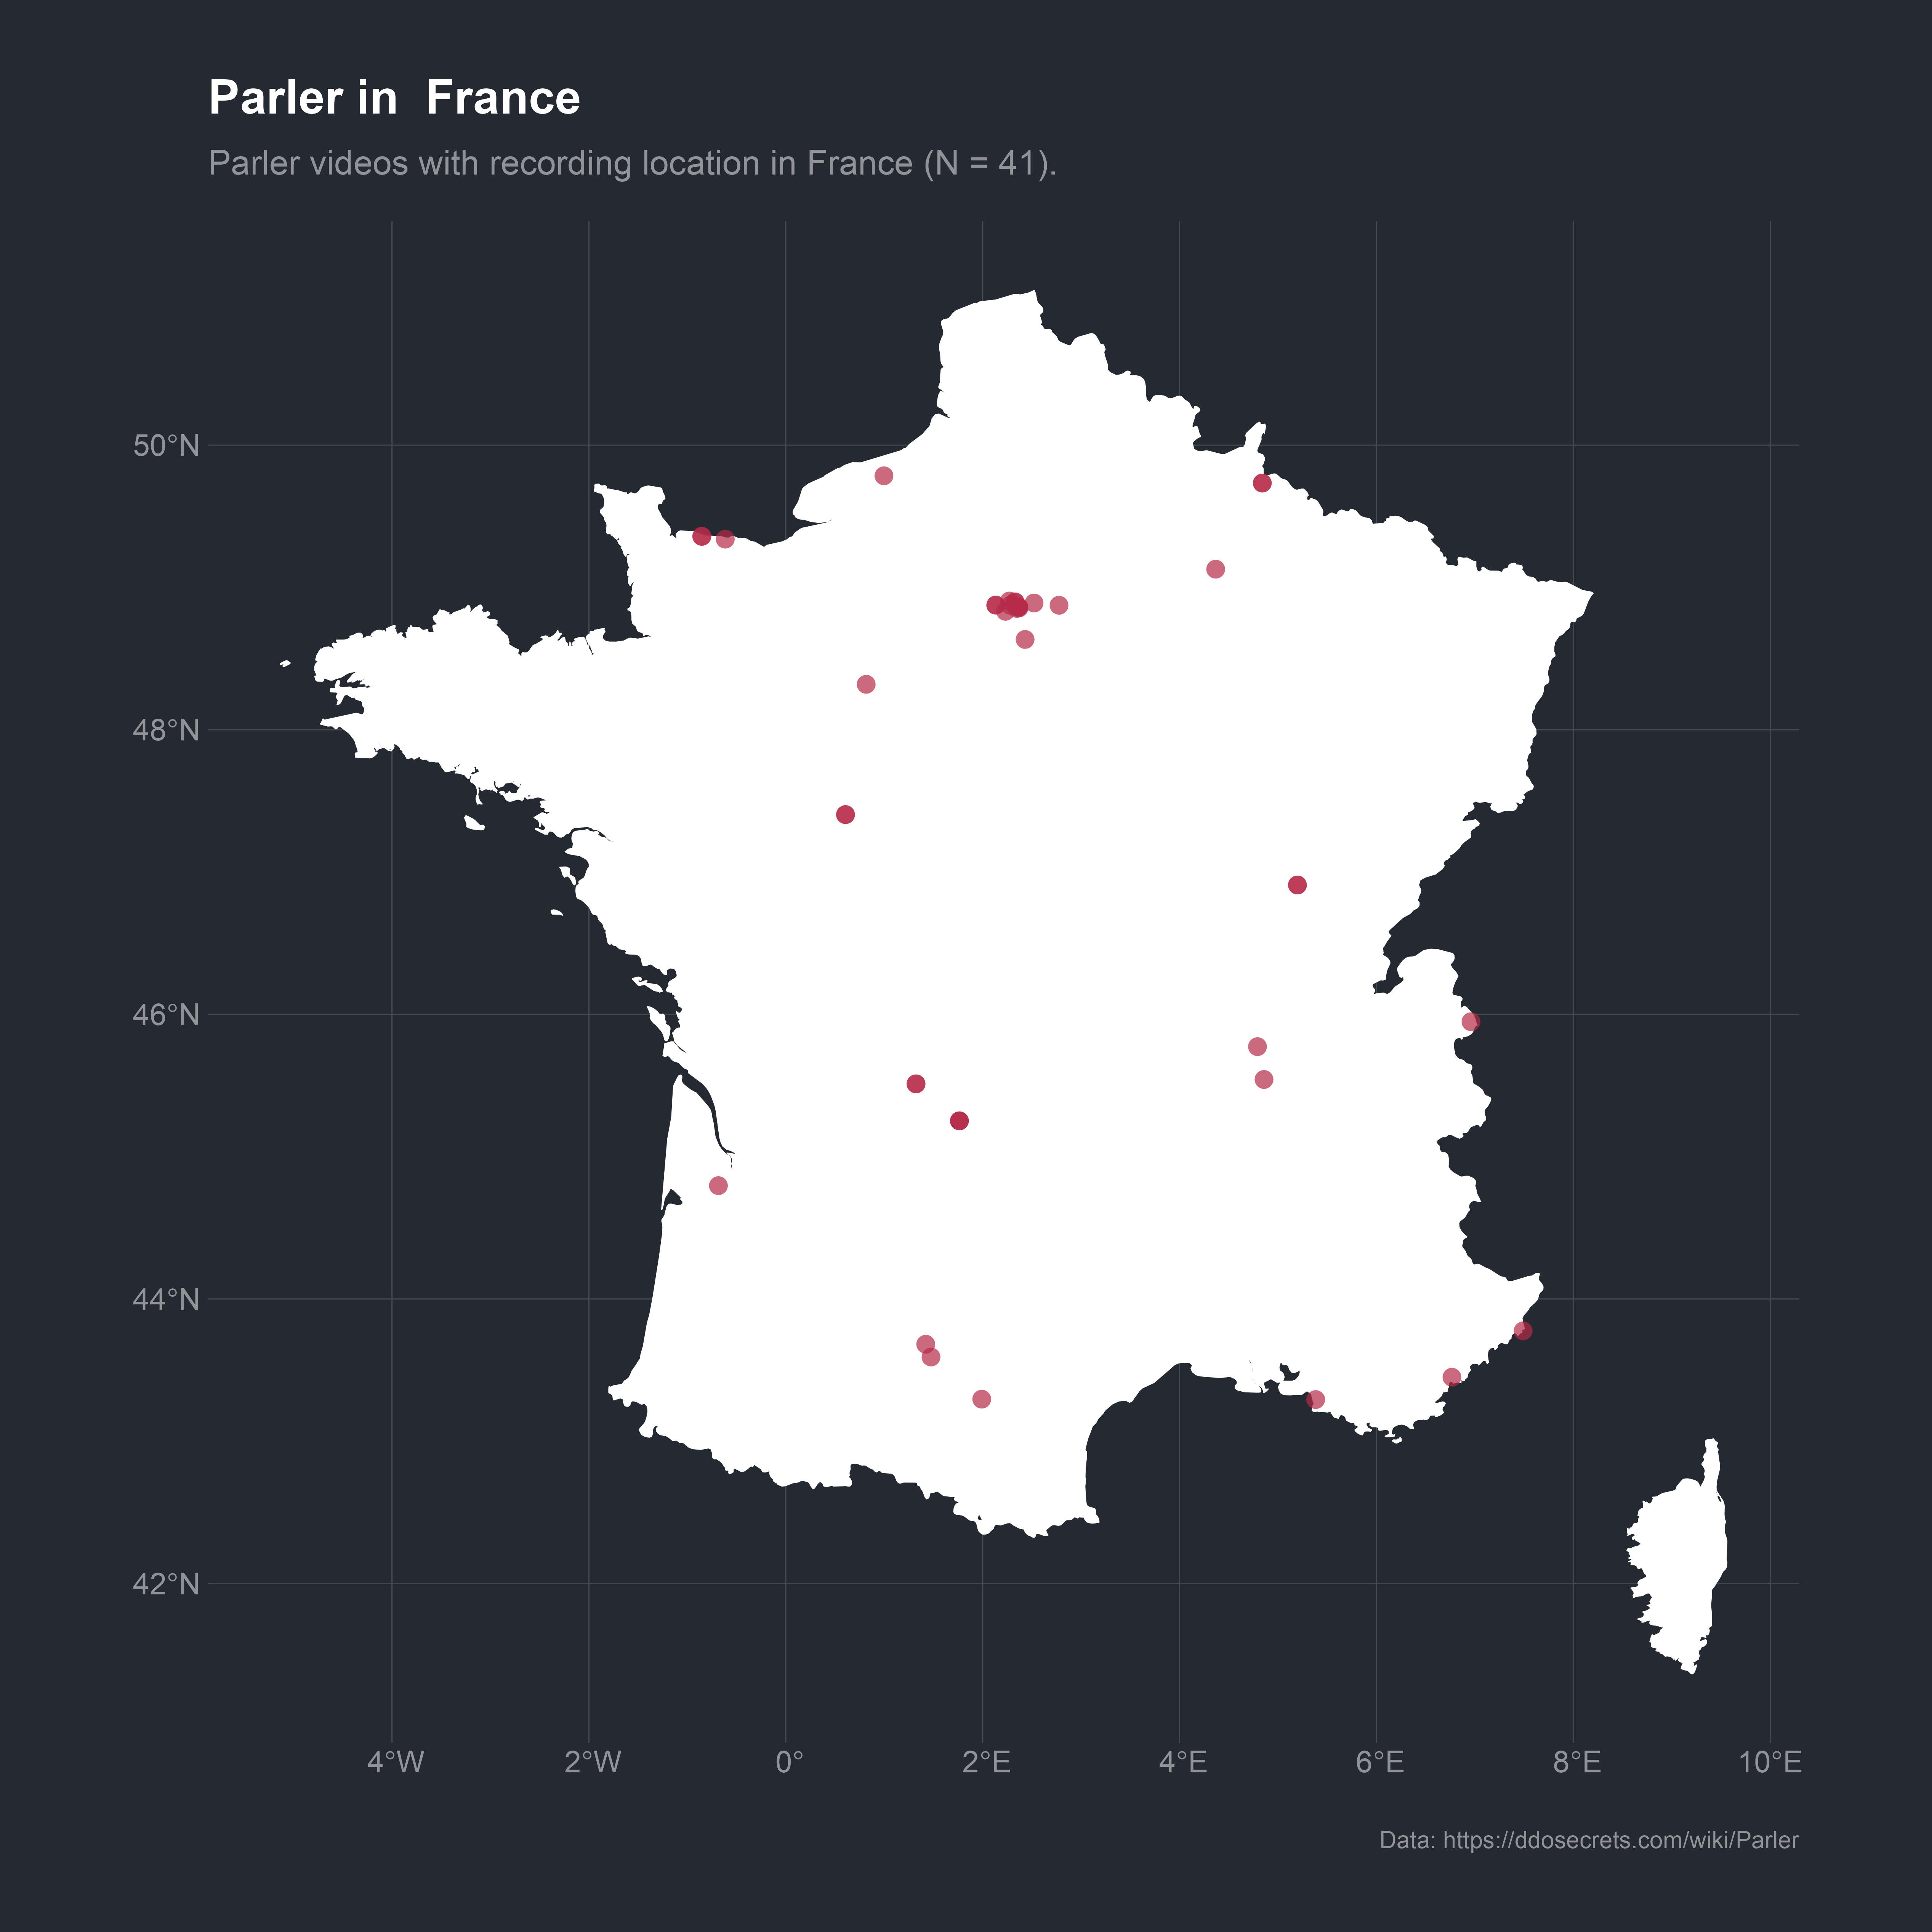 Parler in  France
Parler videos with recording location in France (N = 41).
50°N
48°N
46°N
44°N
42°N
4°W 2°W 0° 2°E 4°E 6°E 8°E 10°E
Data: https://ddosecrets.com/wiki/Parler